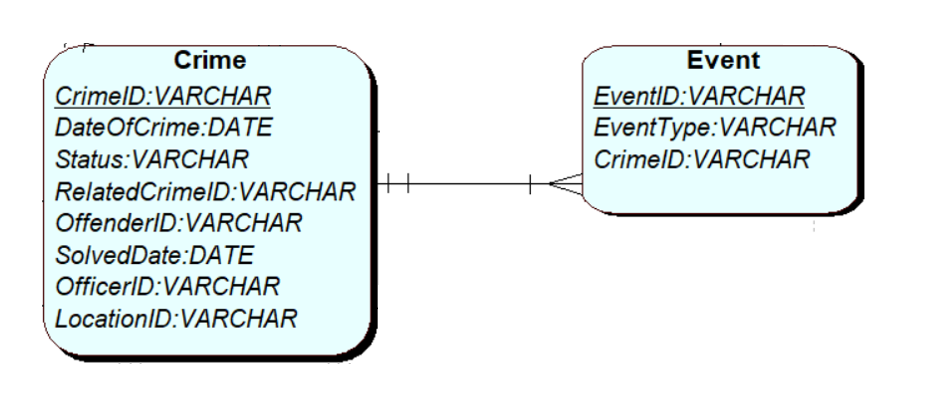 Crime
CrimeID:VARCHAR
DateOfCrime:DATE
Status:VARCHAR
RelatedCrimeID:VARCHAR
OffenderID:VARCHAR
SolvedDate:DATE
OfficerID:VARCHAR
LocationID:VARCHAR
Event
EventID:VARCHAR
EventType:VARCHAR
CrimeID:VARCHAR